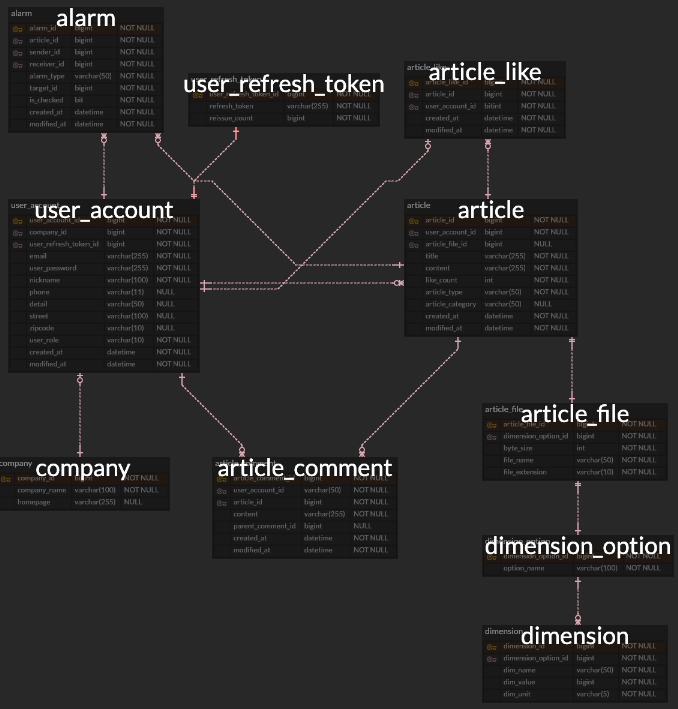 alarm
alarm_id bigint NOT NULL
article_id bigint NOT NULL
sender_id bigint NOT NULL
receiver_id bigint NOT NULL
alarm_type varchar(50) NOT NULL
target_id bigint NOT NULL
is_checked bit NOT NULL
created_at datetime NOT NULL
modified_at datetime NOT NULL
user_refresh_token
user_refresh_token_id bigint NOT NULL
refresh_token varchar(255) NOT NULL
reissue_count bigint NOT NULL
article_like
article_like_id bigint NOT NULL
article_id bigint NOT NULL
user_account_id bitint NOT NULL
created_at datetime NOT NULL
modified_at datetime NOT NULL
user_account
user_account_id bigint NOT NULL
company_id bigint NOT NULL
user_refresh_token_id bigint NOT NULL
email varchar(255) NOT NULL
user_password varchar(255) NOT NULL
nickname varchar(100) NOT NULL
phone varchar(11) NULL
detail varchar(50) NULL
street varchar(100) NULL
zipcode varchar(10) NULL
user_role varchar(10) NOT NULL
created_at datetime NOT NULL
modified_at datetime NOT NULL
article
article_id bigint NOT NULL
user_account_id bigint NOT NULL
article_file_id bigint NULL
title varchar(255) NOT NULL
content varchar(255) NOT NULL
like_count int NOT NULL
article_type varchar(50) NOT NULL
article_category varchar(50) NULL
created_at datetime NOT NULL
modified_at datetime NOT NULL
company
company_id bigint NOT NULL
company_name varchar(100) NOT NULL
homepage varchar(255) NULL
article_comment
article_comment_id bigint NOT NULL
user_account_id varchar(50) NOT NULL
article_id bigint NOT NULL
content varchar(255) NOT NULL
parent_comment_id bigint NULL
created_at datetime NOT NULL
modified_at datetime NOT NULL
article_file
article_file_id bigint NOT NULL
dimension_option_id bigint NOT NULL
byte_size int NOT NULL
file_name varchar(50) NOT NULL
file_extension varchar(10) NOT NULL
dimension_option
dimension_option_id bigint NOT NULL
option_name varchar(100) NOT NULL
dimension
dimension_id bigint NOT NULL
dimension_option_id bigint NOT NULL
dim_name varchar(50) NOT NULL
dim_value bigint NOT NULL
dim_unit varchar(5) NOT NULL